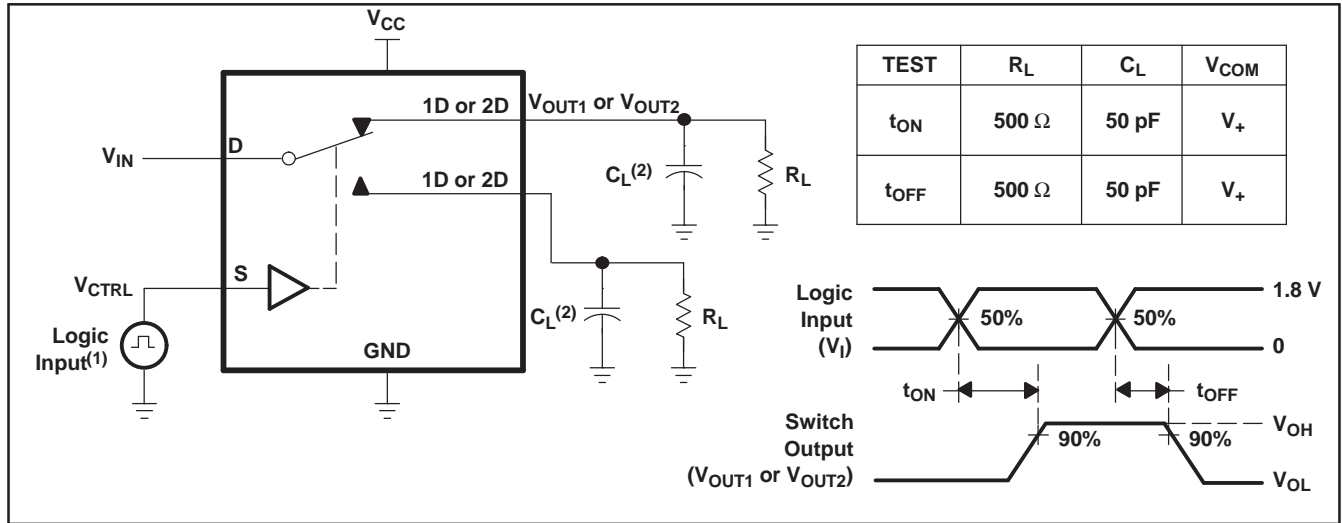 VCC
1D or 2D
VOUT1 or VOUT2
VIN
D
CL(2)
RL
1D or 2D
VCTRL
S
CL(2)
RL
Logic
Input(1)
GND
TEST RL CL VCOM
tON 500 Ω 50 pF V+
tOFF 500 Ω 50 pF V+
Logic
Input
(VI)
50%
50%
1.8 V
0
tON
tOFF
Switch
Output
(VOUT1 or VOUT2)
90%
90%
VOH
VOL